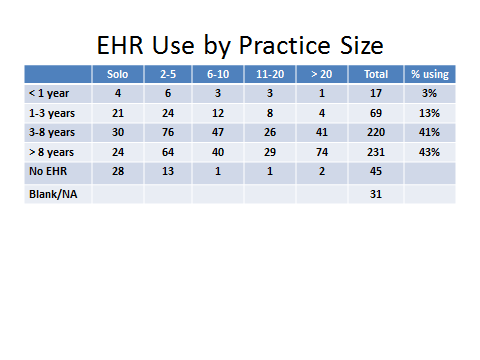 EHR Use by Practice Size
Solo 2-5 6-10 11-20 > 20 Total % using
< 1 year 4 6 3 3 1 17 3%
1-3 years 21 24 12 8 4 69 13%
3-8 years 30 76 47 26 41 220 41%
> 8 years 24 64 40 29 74 231 43%
No EHR 28 13 1 1 2 45
Blank/NA 31